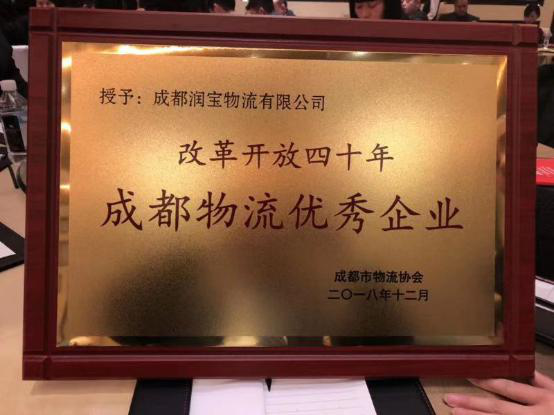 授予：成都润宝物流有限公司
改革开放四十年
成都物流优秀企业
成都市物流协会
二〇一八年十二月